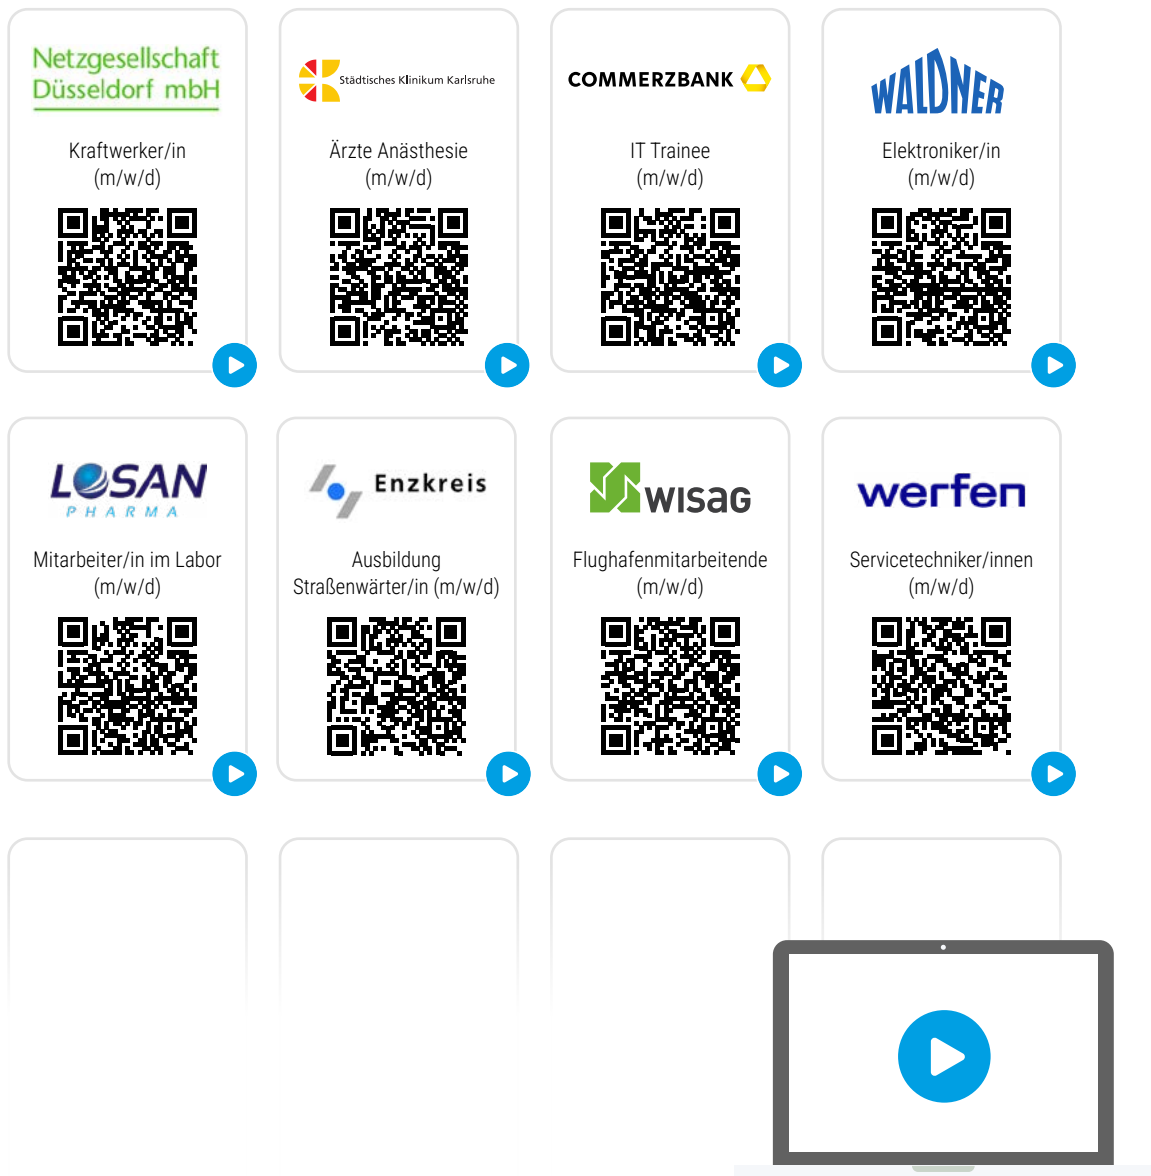 Netzgesellschaft
Düsseldorf mbH
Kraftwerker/in
(m/w/d)
Städtisches Klinikum Karlsruhe
Ärzte Anästhesie
(m/w/d)
COMMERZBANK
IT Trainee
(m/w/d)
WALDNER
Elektroniker/in
(m/w/d)
LOSAN
PHARMA
Mitarbeiter/in im Labor
(m/w/d)
Enzkreis
Ausbildung
Straßenwärter/in (m/w/d)
WISAG
Flughafenmitarbeitende
(m/w/d)
werfen
Servicetechniker/innen
(m/w/d)